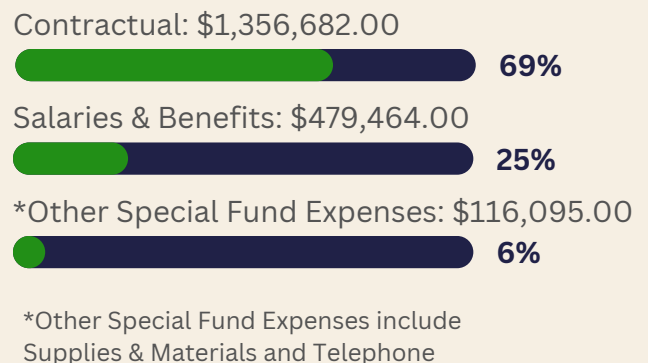 Contractual: $1,356,682.00
69%
Salaries & Benefits: $479,464.00
25%
*Other Special Fund Expenses: $116,095.00
6%
*Other Special Fund Expenses include
Supplies & Materials and Telephone